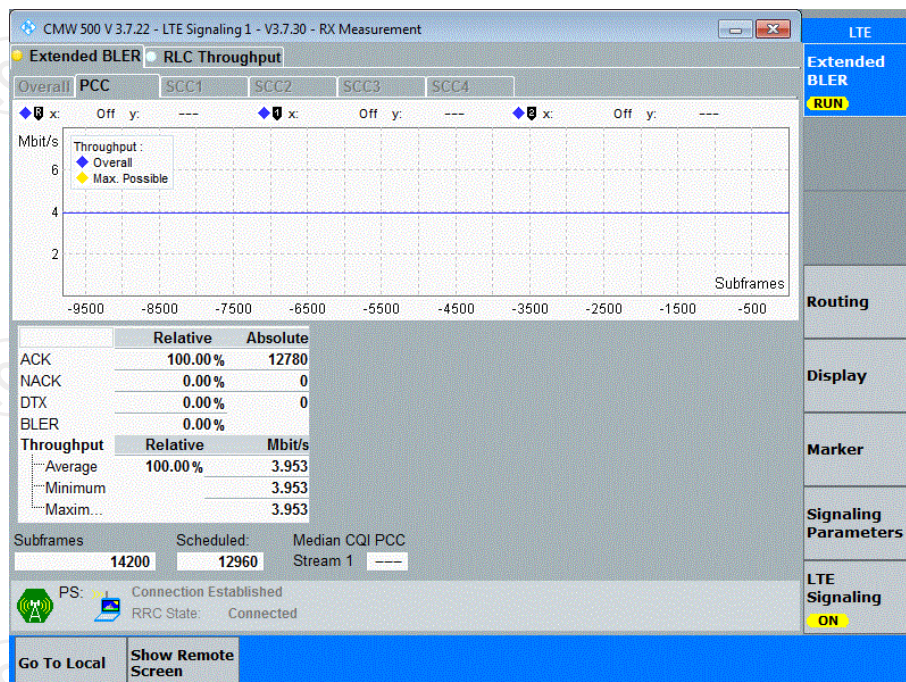 CMW 500 V 3.7.22 - LTE Signaling 1 - V3.7.30 - RX Measurement
LTE
Extended BLER RLC Throughput
Extended
BLER
RUN
Overall PCC SCC1 SCC2 SCC3 SCC4
R x: Off y: --- 1 x: Off y: --- 2 x: Off y: ---
Mbit/s
Throughput :
Overall
Max. Possible
6
4
2
Subframes
-9500 -8500 -7500 -6500 -5500 -4500 -3500 -2500 -1500 -500
Routing
Display
Marker
Signaling
Parameters
LTE
Signaling
ON
Relative Absolute
ACK 100.00 % 12780
NACK 0.00 % 0
DTX 0.00 % 0
BLER 0.00 %
Throughput Relative Mbit/s
Average 100.00 % 3.953
Minimum 3.953
Maxim... 3.953
Subframes Scheduled: Median CQI PCC
14200 12960 Stream 1 ---
PS: Connection Established
RRC State: Connected
Go To Local
Show Remote
Screen